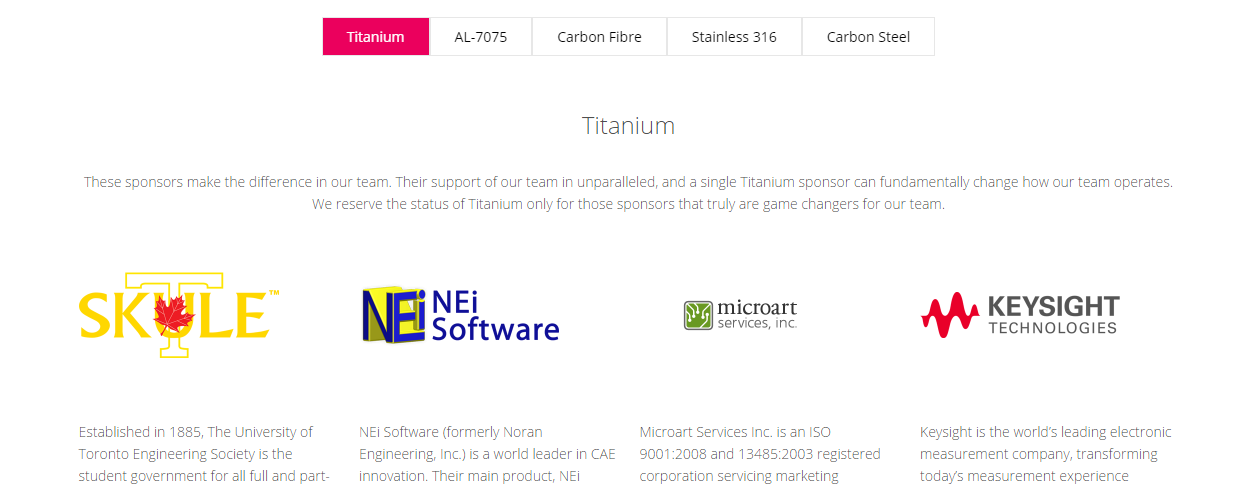 Titanium AL-7075 Carbon Fibre Stainless 316 Carbon Steel
Titanium
These sponsors make the difference in our team. Their support of our team in unparalleled, and a single Titanium sponsor can fundamentally change how our team operates.
We reserve the status of Titanium only for those sponsors that truly are game changers for our team.
T
SKULE™
NEi
NEi
Software
microart
services, inc.
KEYSIGHT
TECHNOLOGIES
Established in 1885, The University of
Toronto Engineering Society is the
student government for all full and part-
NEi Software (formerly Noran
Engineering, Inc.) is a world leader in CAE
innovation. Their main product, NEi
Microart Services Inc. is an ISO
9001:2008 and 13485:2003 registered
corporation servicing marketing
Keysight is the world’s leading electronic
measurement company, transforming
today’s measurement experience